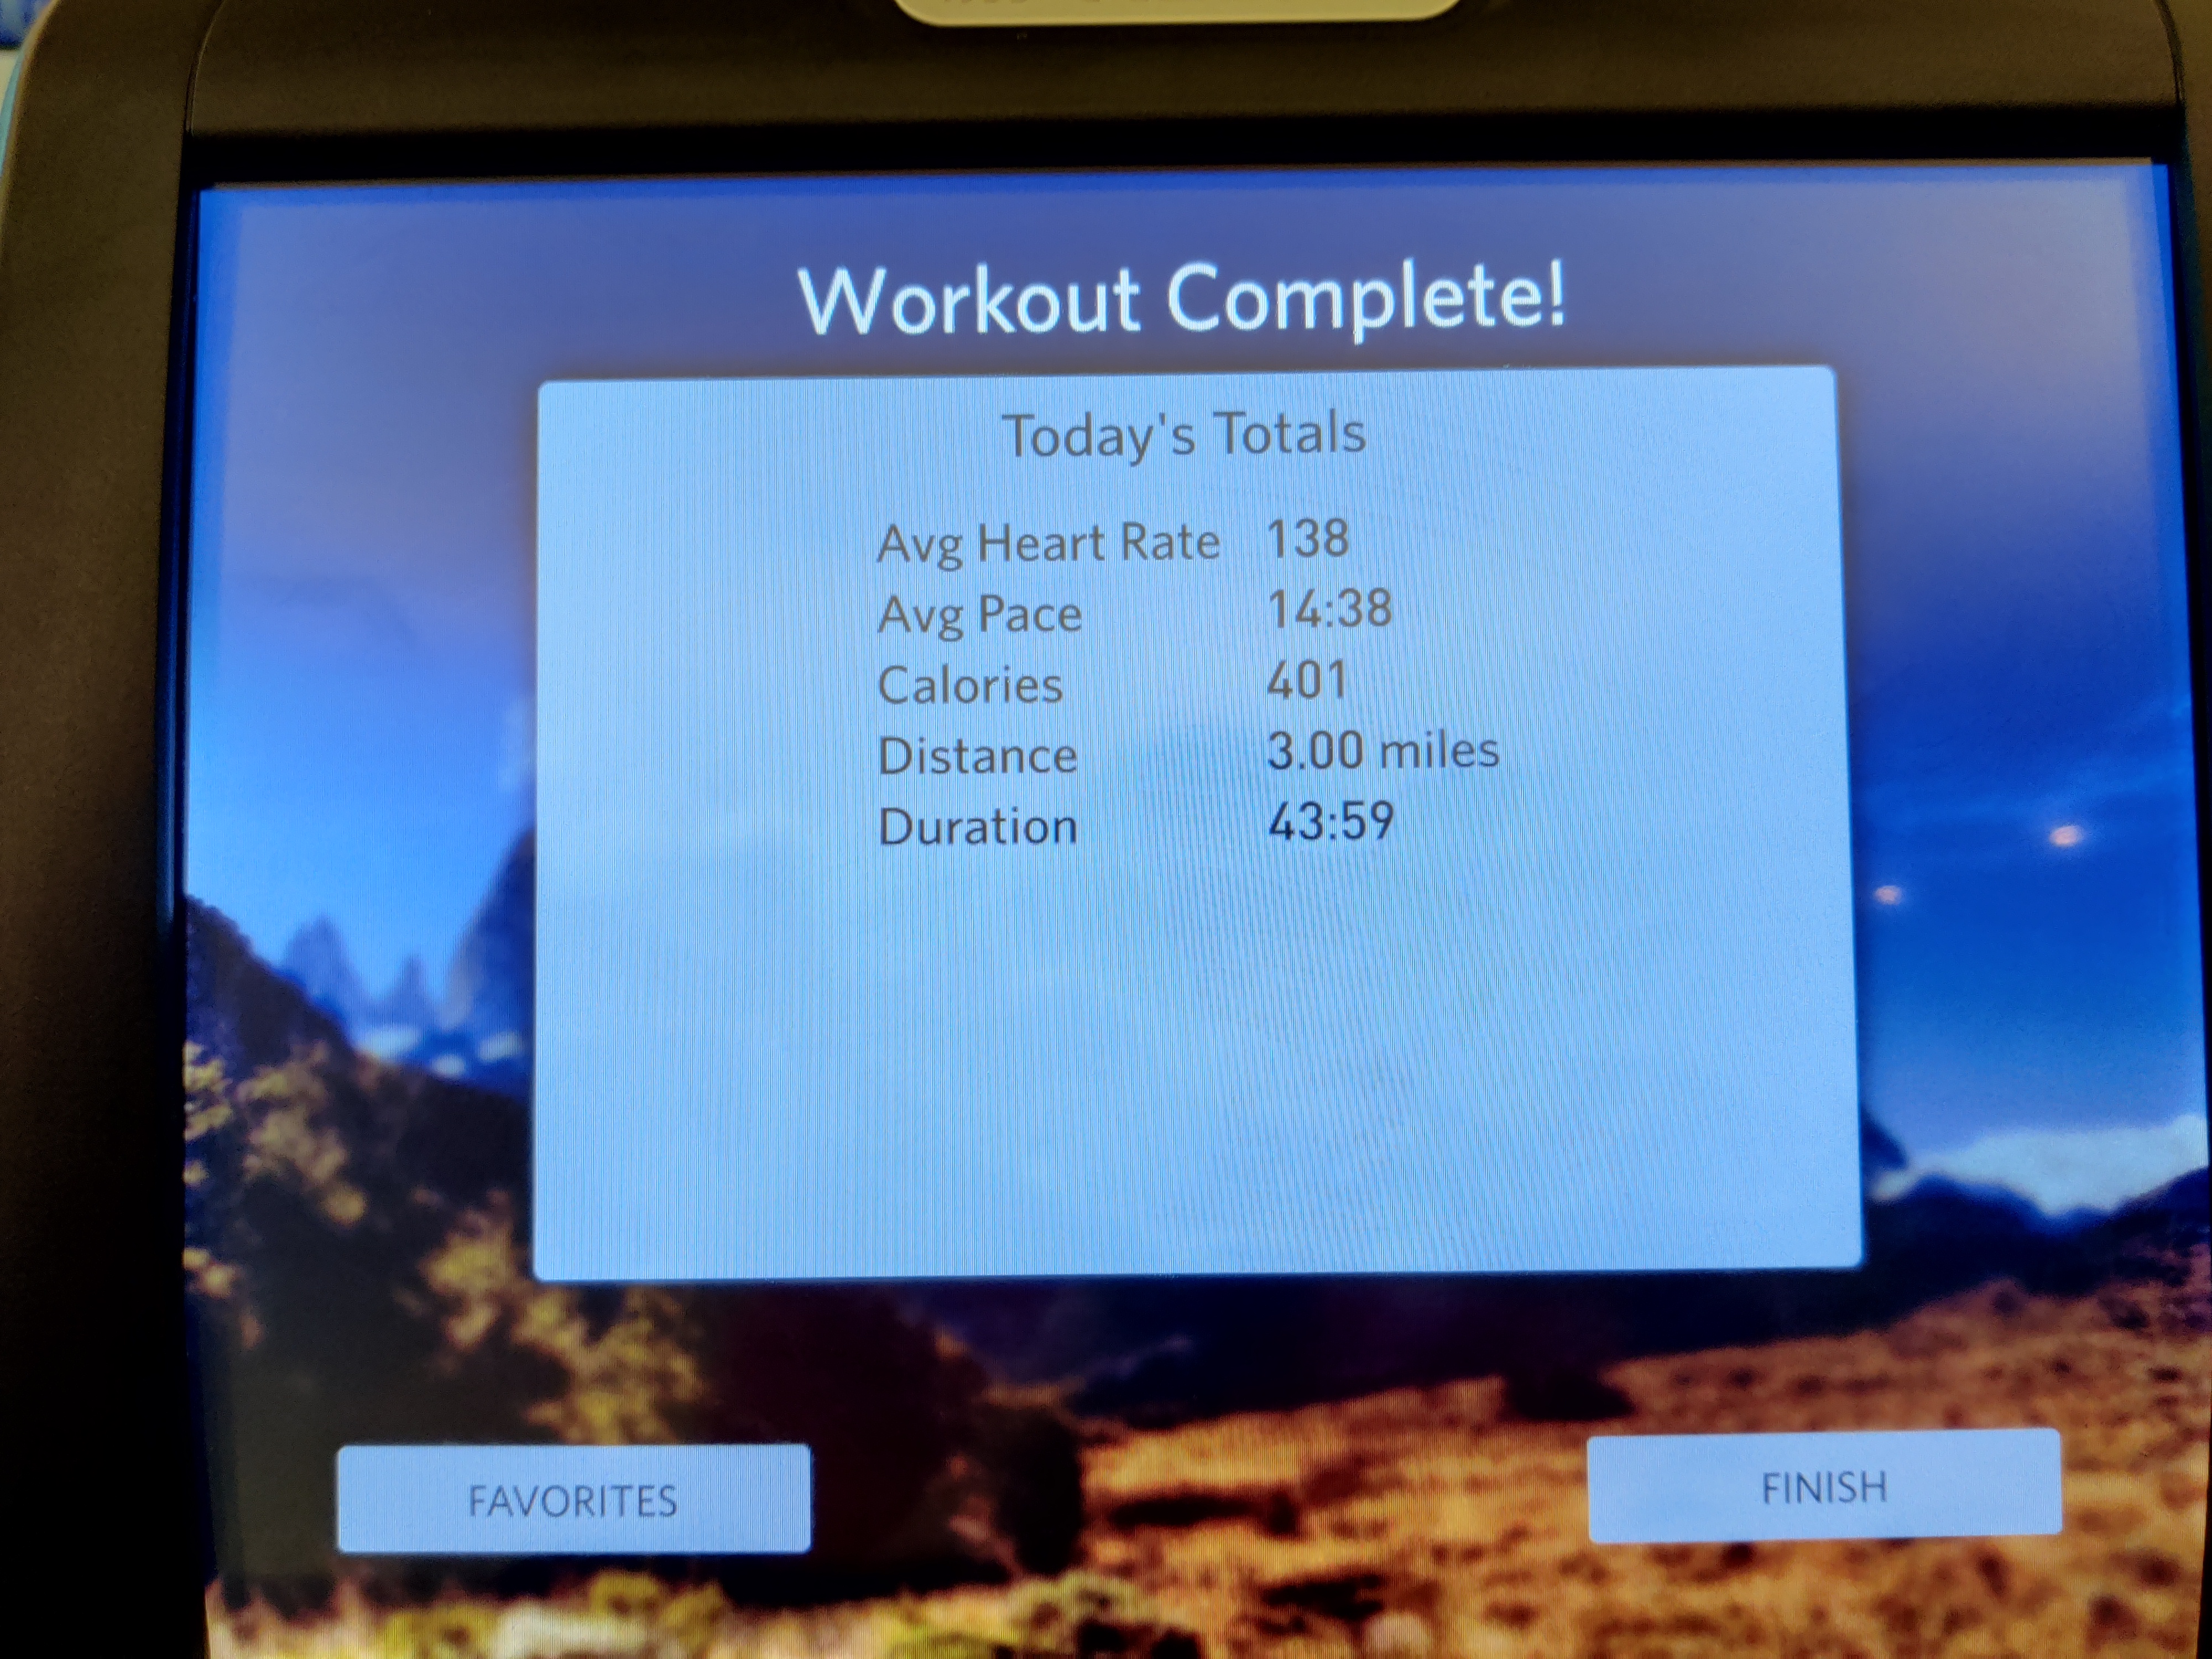 Workout Complete!
Today's Totals
Avg Heart Rate 138
Avg Pace 14:38
Calories 401
Distance 3.00 miles
Duration 43:59
FAVORITES
FINISH